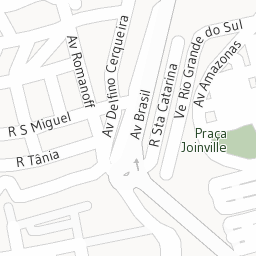 Av Romanoff
Av Delfino Cerqueira
Av Brasil
R Sta Catarina
Ve Rio Grande do Sul
Av Amazonas
R S Miguel
R Tânia
Praça
Joinville